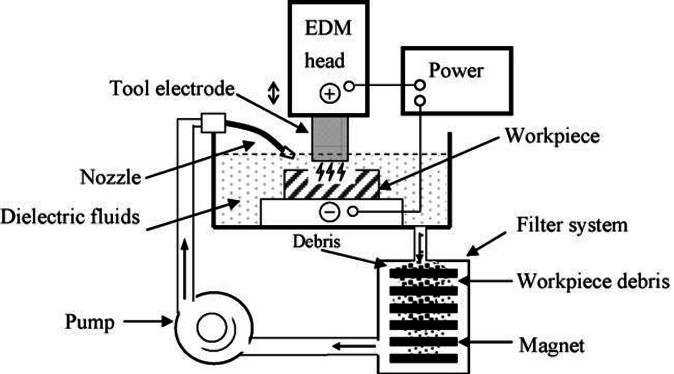 EDM
head
Power
Tool electrode
Workpiece
Nozzle
Dielectric fluids
Debris
Filter system
Workpiece debris
Pump
Magnet